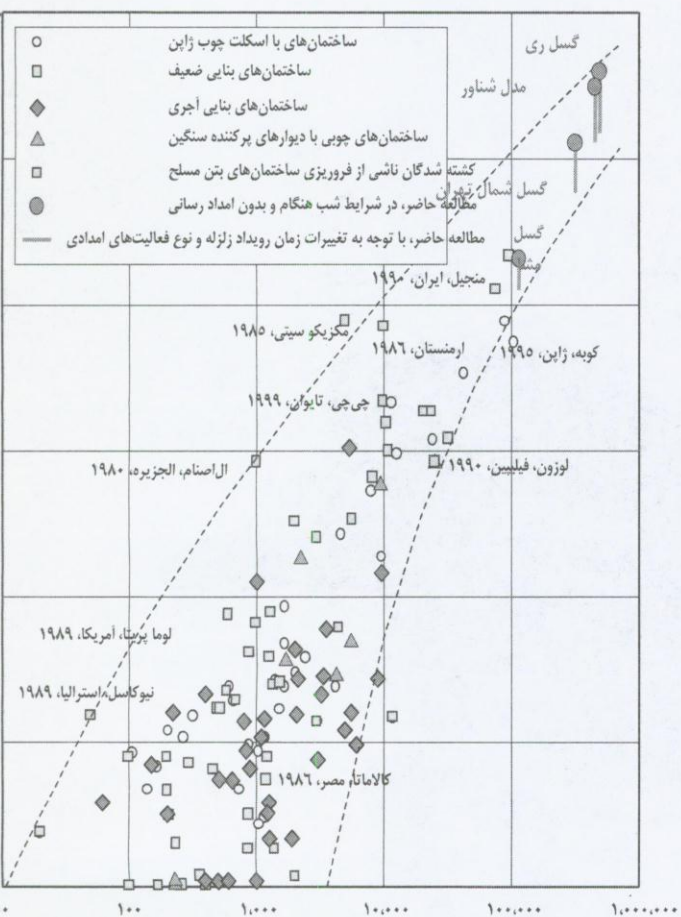 ساختمان‌های با اسکلت چوب ژاپن
ساختمان‌های بنایی ضعیف
ساختمان‌های بنایی آجری
ساختمان‌های چوبی با دیوارهای پرکننده سنگین
کشته شدگان ناشی از فروریزی ساختمان‌های بتن مسلح
مطالعه حاضر، در شرایط شب هنگام و بدون امداد رسانی
مطالعه حاضر، با توجه به تغییرات زمان رویداد زلزله و نوع فعالیت‌های امدادی
گسل ری
مدل شناور
گسل شمال تهران
گسل
مشا
منجیل، ایران، ۱۹۹۰
مکزیکو سیتی، ۱۹۸۵
ارمنستان، ۱۹۸۶
کوبه، ژاپن، ۱۹۹۵
چی‌چی، تایوان، ۱۹۹۹
ال‌اصنام، الجزیره، ۱۹۸۰
لوزون، فیلیپین، ۱۹۹۰
لوما پریتا، آمریکا، ۱۹۸۹
نیوکاسل، استرالیا، ۱۹۸۹
کالاماتا، مصر، ۱۹۸۶
۱۰۰ ۱,۰۰۰ ۱۰,۰۰۰ ۱۰۰,۰۰۰ ۱,۰۰۰,۰۰۰